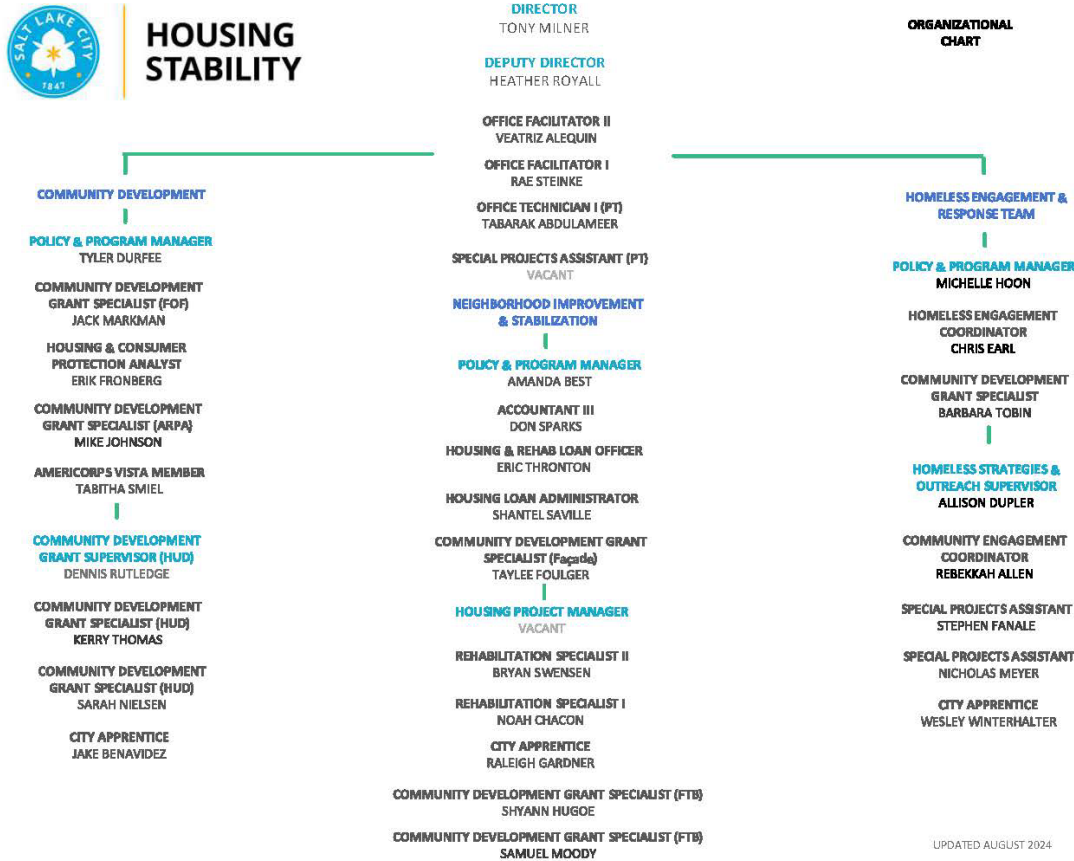 SALT LAKE CITY
1847
HOUSING
STABILITY
DIRECTOR
TONY MILNER
DEPUTY DIRECTOR
HEATHER ROYALL
OFFICE FACILITATOR II
VEATRIZ ALEQUIN
OFFICE FACILITATOR I
RAE STEINKE
OFFICE TECHNICIAN I (PT)
TABARAK ABDULAMEER
SPECIAL PROJECTS ASSISTANT (PT)
VACANT
ORGANIZATIONAL
CHART
COMMUNITY DEVELOPMENT
POLICY & PROGRAM MANAGER
TYLER DURFEE
COMMUNITY DEVELOPMENT
GRANT SPECIALIST (FOF)
JACK MARKMAN
HOUSING & CONSUMER
PROTECTION ANALYST
ERIK FRONBERG
COMMUNITY DEVELOPMENT
GRANT SPECIALIST (ARPA)
MIKE JOHNSON
AMERICORPS VISTA MEMBER
TABITHA SMIEL
COMMUNITY DEVELOPMENT
GRANT SUPERVISOR (HUD)
DENNIS RUTLEDGE
COMMUNITY DEVELOPMENT
GRANT SPECIALIST (HUD)
KERRY THOMAS
COMMUNITY DEVELOPMENT
GRANT SPECIALIST (HUD)
SARAH NIELSEN
CITY APPRENTICE
JAKE BENAVIDEZ
NEIGHBORHOOD IMPROVEMENT
& STABILIZATION
POLICY & PROGRAM MANAGER
AMANDA BEST
ACCOUNTANT III
DON SPARKS
HOUSING & REHAB LOAN OFFICER
ERIC THRONTON
HOUSING LOAN ADMINISTRATOR
SHANTEL SAVILLE
COMMUNITY DEVELOPMENT GRANT
SPECIALIST (Façade)
TAYLEE FOULGER
HOUSING PROJECT MANAGER
VACANT
REHABILITATION SPECIALIST II
BRYAN SWENSEN
REHABILITATION SPECIALIST I
NOAH CHACON
CITY APPRENTICE
RALEIGH GARDNER
COMMUNITY DEVELOPMENT GRANT SPECIALIST (FTB)
SHYANN HUGOE
COMMUNITY DEVELOPMENT GRANT SPECIALIST (FTB)
SAMUEL MOODY
HOMELESS ENGAGEMENT &
RESPONSE TEAM
POLICY & PROGRAM MANAGER
MICHELLE HOON
HOMELESS ENGAGEMENT
COORDINATOR
CHRIS EARL
COMMUNITY DEVELOPMENT
GRANT SPECIALIST
BARBARA TOBIN
HOMELESS STRATEGIES &
OUTREACH SUPERVISOR
ALLISON DUPLER
COMMUNITY ENGAGEMENT
COORDINATOR
REBEKKAH ALLEN
SPECIAL PROJECTS ASSISTANT
STEPHEN FANALE
SPECIAL PROJECTS ASSISTANT
NICHOLAS MEYER
CITY APPRENTICE
WESLEY WINTERHALTER
UPDATED AUGUST 2024